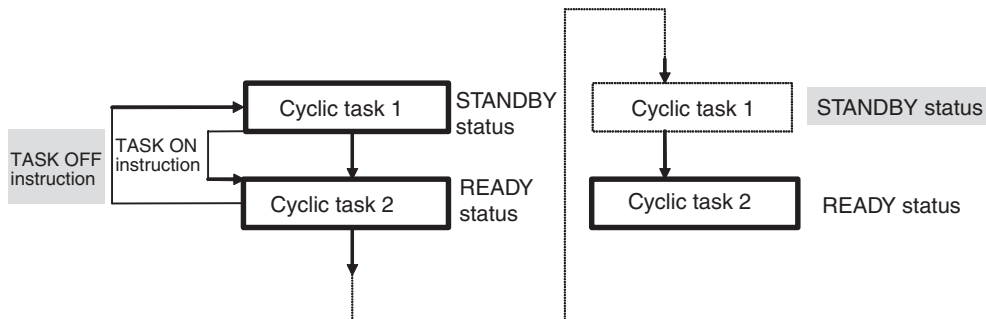 Cyclic task 1
STANDBY
status
TASK OFF
instruction
TASK ON
instruction
Cyclic task 2
READY
status
Cyclic task 1
STANDBY status
Cyclic task 2
READY status